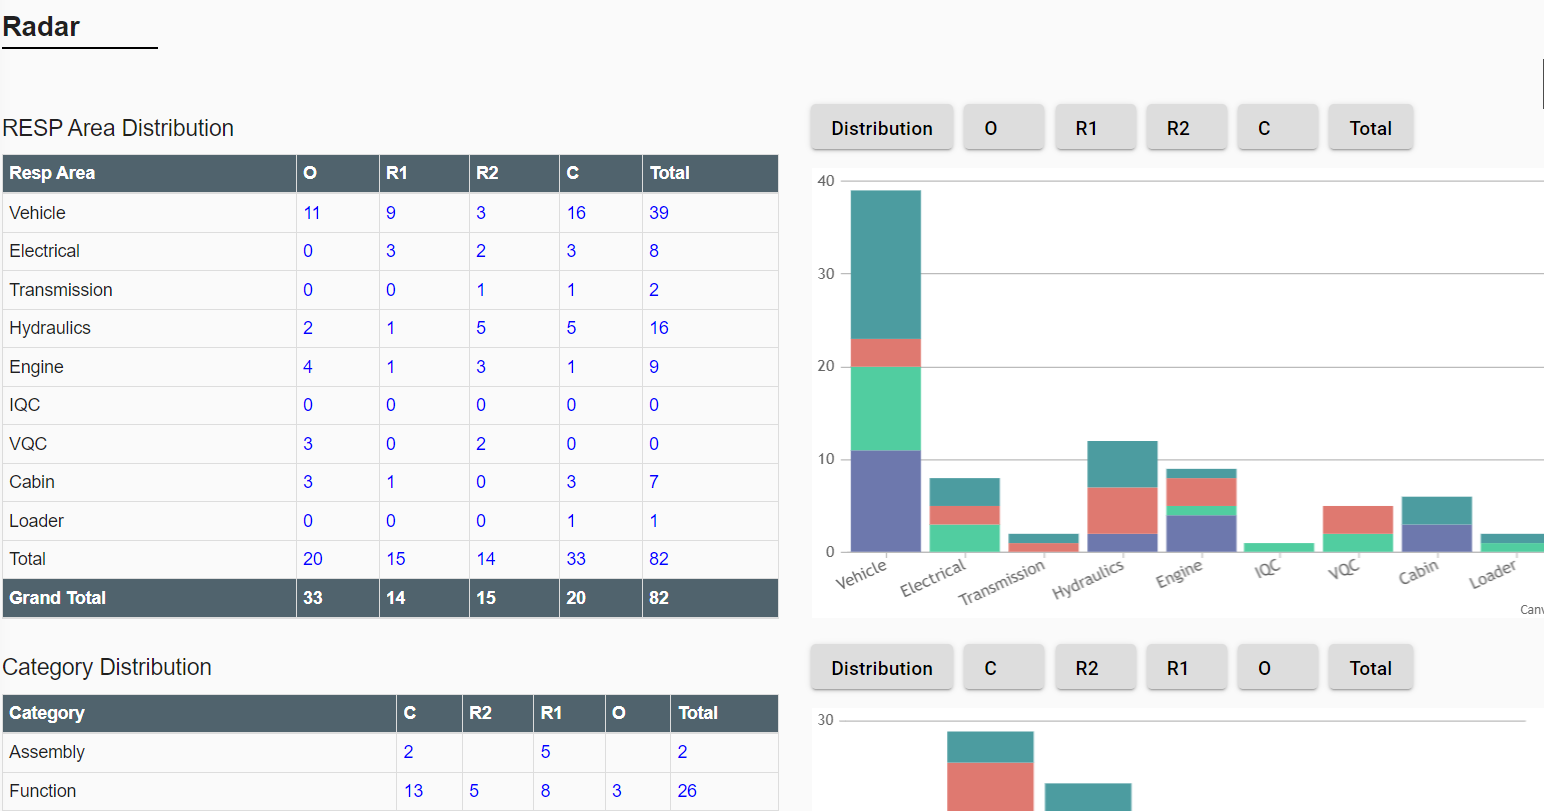 Radar
RESP Area Distribution
Resp Area O R1 R2 C Total
Vehicle 11 9 3 16 39
Electrical 0 3 2 3 8
Transmission 0 0 1 1 2
Hydraulics 2 1 5 5 16
Engine 4 1 3 1 9
IQC 0 0 0 0 0
VQC 3 0 2 0 0
Cabin 3 1 0 3 7
Loader 0 0 0 1 1
Total 20 15 14 33 82
Grand Total 33 14 15 20 82
Distribution O R1 R2 C Total
40
30
20
10
0
Vehicle Electrical Transmission Hydraulics Engine IQC VQC Cabin Loader
Canv
Category Distribution
Category C R2 R1 O Total
Assembly 2 5 2
Function 13 5 8 3 26
Distribution C R2 R1 O Total
30